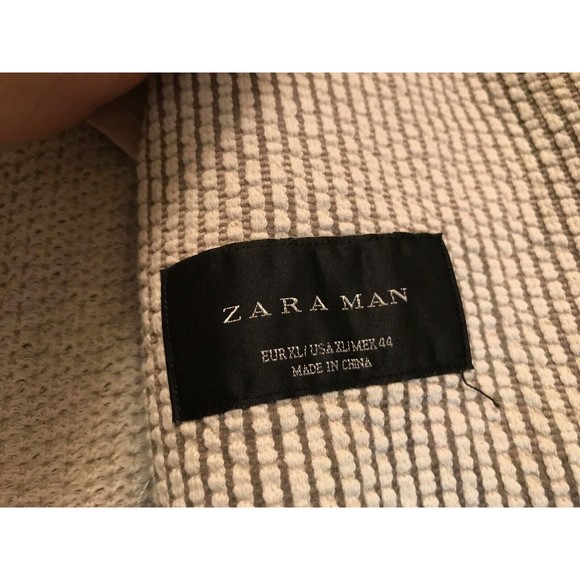 ZARA MAN
EUR XL/ USA XL/ MEX 44
MADE IN CHINA